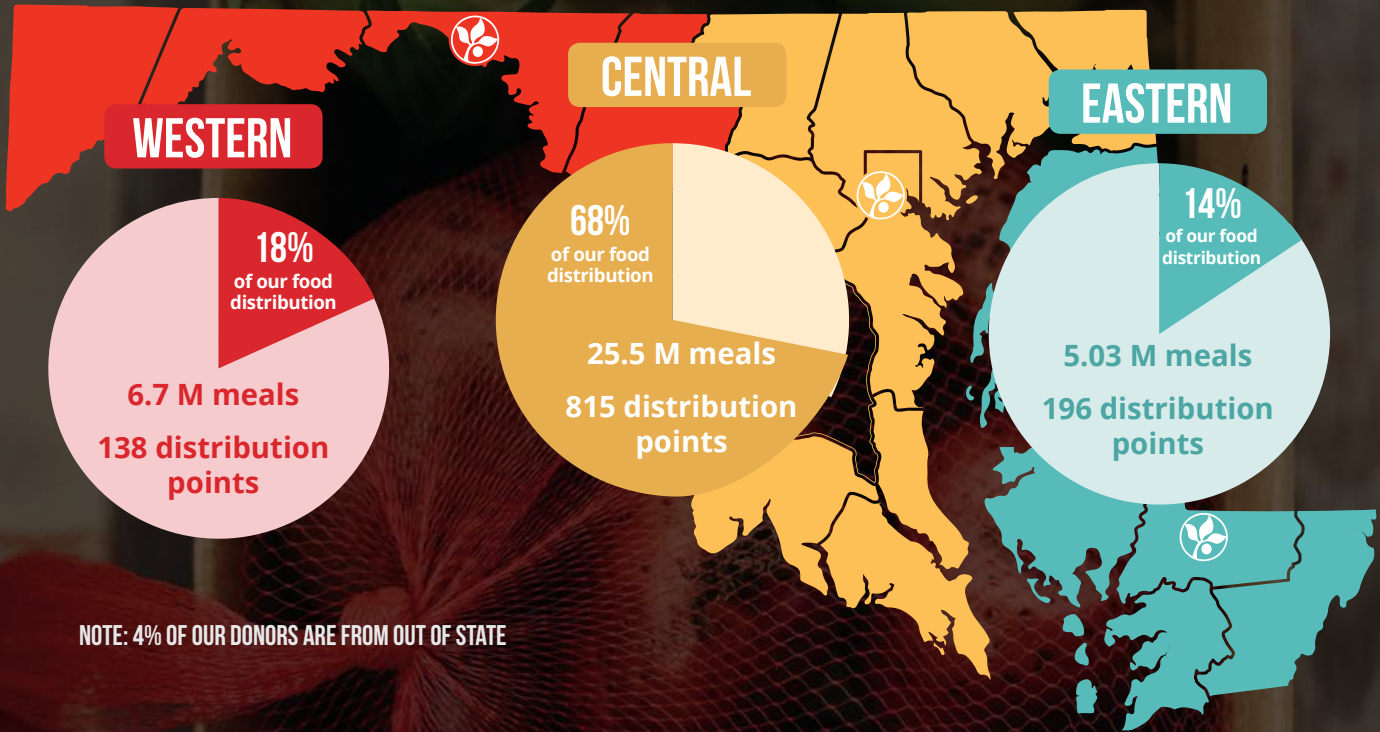 WESTERN
18%
of our food
distribution
6.7 M meals
138 distribution
points
CENTRAL
68%
of our food
distribution
25.5 M meals
815 distribution
points
EASTERN
14%
of our food
distribution
5.03 M meals
196 distribution
points
NOTE: 4% OF OUR DONORS ARE FROM OUT OF STATE